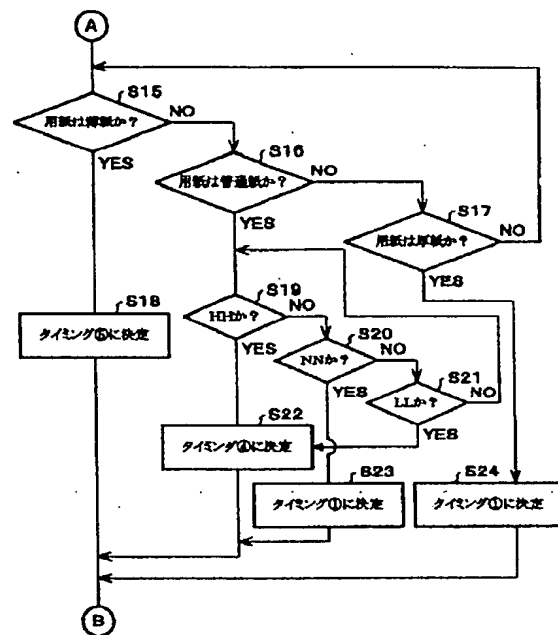 A
S15
用紙は薄紙か?
NO
YES
S16
用紙は普通紙か?
NO
YES
S17
用紙は厚紙か?
NO
YES
S18
タイミング⑤に決定
S19
HHか?
NO
YES
S20
NNか?
NO
YES
S21
LLか?
NO
YES
S22
タイミング④に決定
S23
タイミング①に決定
S24
タイミング①に決定
B